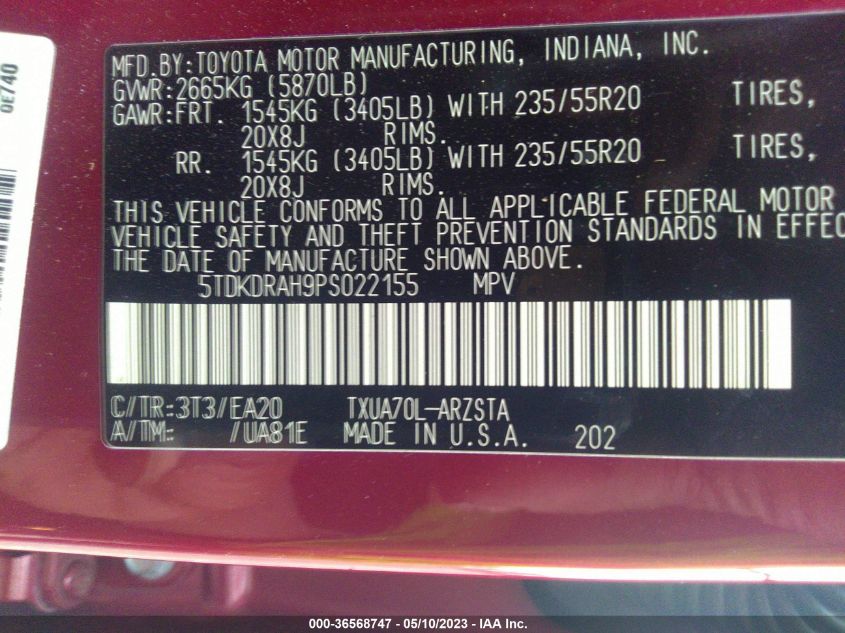 QE740
MFD.BY:TOYOTA MOTOR MANUFACTURING, INDIANA, INC.
GVWR:2665KG (5870LB)
GAWR:FRT. 1545KG (3405LB) WITH 235/55R20 TIRES,
20X8J RIMS.
RR. 1545KG (3405LB) WITH 235/55R20 TIRES,
20X8J RIMS.
THIS VEHICLE CONFORMS TO ALL APPLICABLE FEDERAL MOTOR
VEHICLE SAFETY AND THEFT PREVENTION STANDARDS IN EFFEC
THE DATE OF MANUFACTURE SHOWN ABOVE.
5TDKDRAH9PS022155 MPV
C/TR:3T3/EA20 TXUA70L-ARZSTA
A/TM: /UA81E MADE IN U.S.A. 202
000-36568747 — 05/10/2023 — IAA Inc.